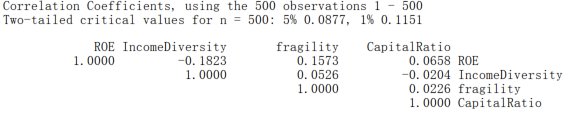 Correlation Coefficients, using the observations 1 - 500
Two-tailed critical values for n = 500: 5% 0.0877, 1% 0.1151
ROE IncomeDiversity fragility CapitalRatio
1.0000 -0.1823 0.1573 0.0658 ROE
1.0000 0.0526 -0.0204 IncomeDiversity
1.0000 0.0226 fragility
1.0000 CapitalRatio